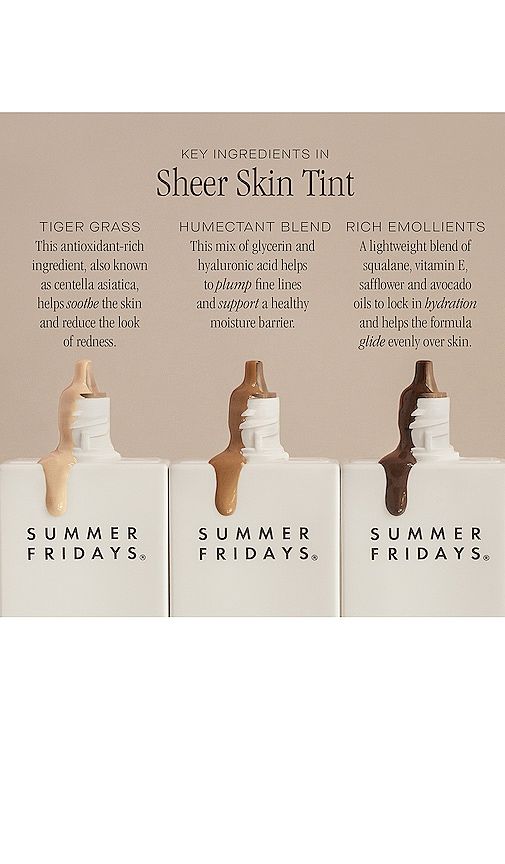 KEY INGREDIENTS IN
Sheer Skin Tint
TIGER GRASS
This antioxidant-rich
ingredient, also known
as centella asiatica,
helps soothe the skin
and reduce the look
of redness.
HUMECTANT BLEND
This mix of glycerin and
hyaluronic acid helps
to plump fine lines
and support a healthy
moisture barrier.
RICH EMOLLIENTS
A lightweight blend of
squalane, vitamin E,
safflower and avocado
oils to lock in hydration
and helps the formula
glide evenly over skin.
SUMMER
FRIDAYS®
SUMMER
FRIDAYS®
SUMMER
FRIDAYS®